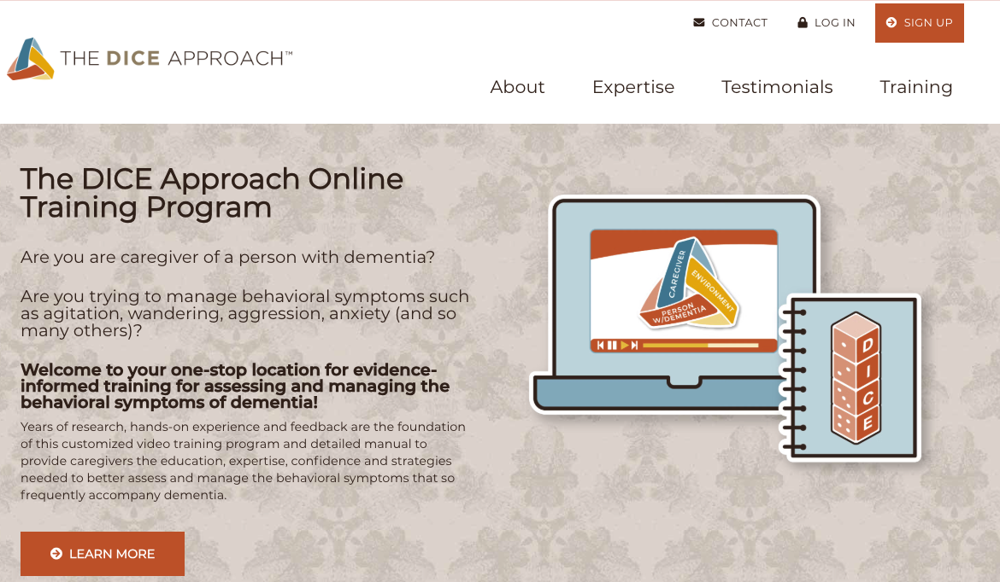 CONTACT
LOG IN
SIGN UP
THE DICE APPROACH™
About
Expertise
Testimonials
Training
The DICE Approach Online
Training Program
Are you are caregiver of a person with dementia?
Are you trying to manage behavioral symptoms such
as agitation, wandering, aggression, anxiety (and so
many others)?
Welcome to your one-stop location for evidence-
informed training for assessing and managing the
behavioral symptoms of dementia!
Years of research, hands-on experience and feedback are the foundation
of this customized video training program and detailed manual to
provide caregivers the education, expertise, confidence and strategies
needed to better assess and manage the behavioral symptoms that so
frequently accompany dementia.
LEARN MORE
CAREGIVER
ENVIRONMENT
PERSON
W/DEMENTIA
D
I
C
E